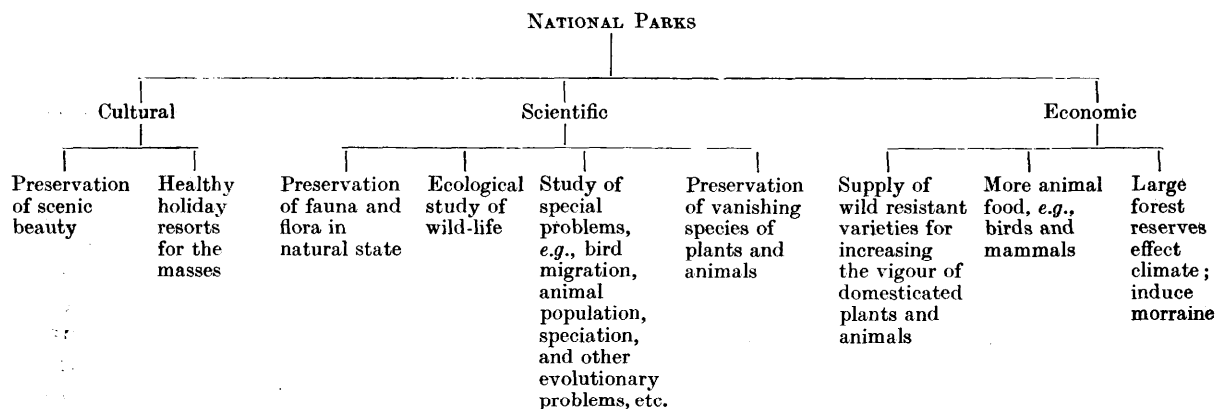 NATIONAL PARKS
Cultural
Scientific
Economic
Preservation
of scenic
beauty
Healthy
holiday
resorts
for the
masses
Preservation
of fauna and
flora in
natural state
Ecological
study of
wild-life
Study of
special
problems,
e.g., bird
migration,
animal
population,
speciation,
and other
evolutionary
problems, etc.
Preservation
of vanishing
species of
plants and
animals
Supply of
wild resistant
varieties for
increasing
the vigour of
domesticated
plants and
animals
More animal
food, e.g.,
birds and
mammals
Large
forest
reserves
effect
climate;
induce
morraine